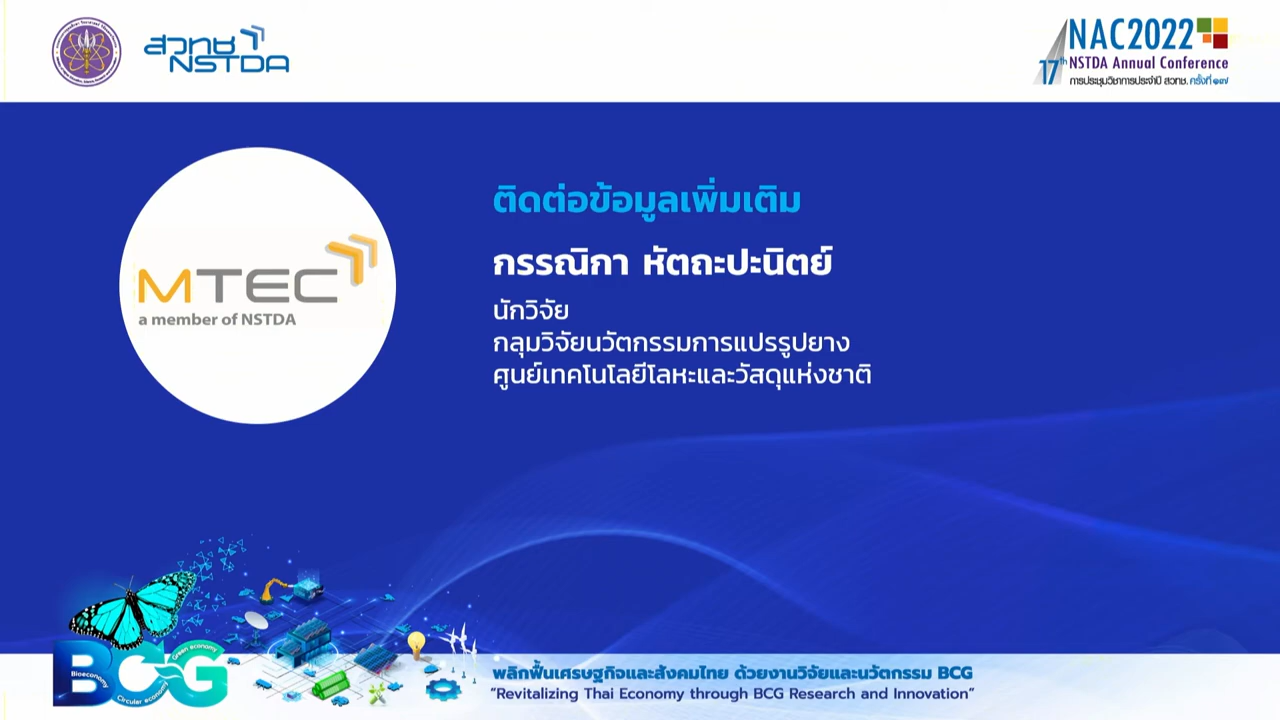 สวทช
NSTDA
NAC2022
17th NSTDA Annual Conference
การประชุมวิชาการประจำปี สวทช. ครั้งที่ ๑๗
ติดต่อข้อมูลเพิ่มเติม
กรรณิกา หัตถะปะนิตย์
นักวิจัย
กลุ่มวิจัยนวัตกรรมการแปรรูปยาง
ศูนย์เทคโนโลยีโลหะและวัสดุแห่งชาติ
MTEC
a member of NSTDA
BCG
Bioeconomy
Circular economy
Green economy
พลิกฟื้นเศรษฐกิจและสังคมไทย ด้วยงานวิจัยและนวัตกรรม BCG
“Revitalizing Thai Economy through BCG Research and Innovation”